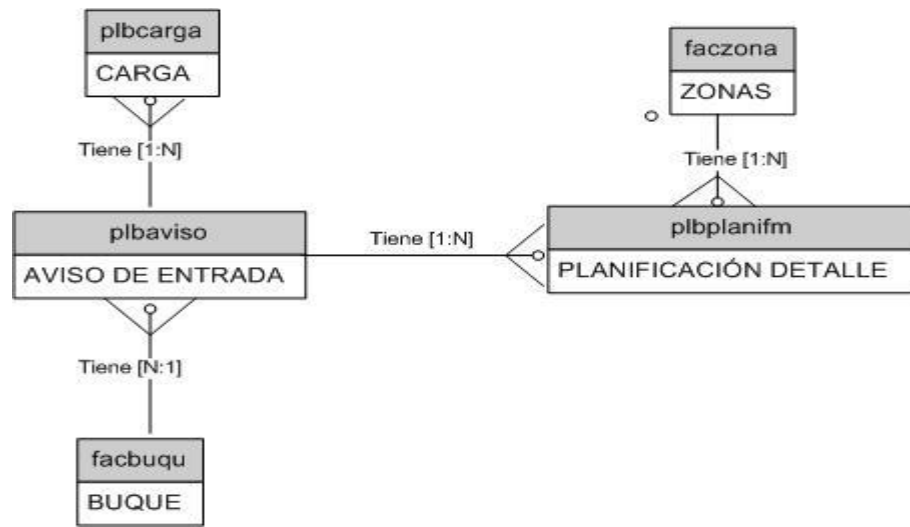 plbcarga
CARGA
Tiene [1:N]
faczona
ZONAS
Tiene [1:N]
plbaviso
AVISO DE ENTRADA
Tiene [1:N]
plbplanifm
PLANIFICACIÓN DETALLE
Tiene [N:1]
facbuqu
BUQUE